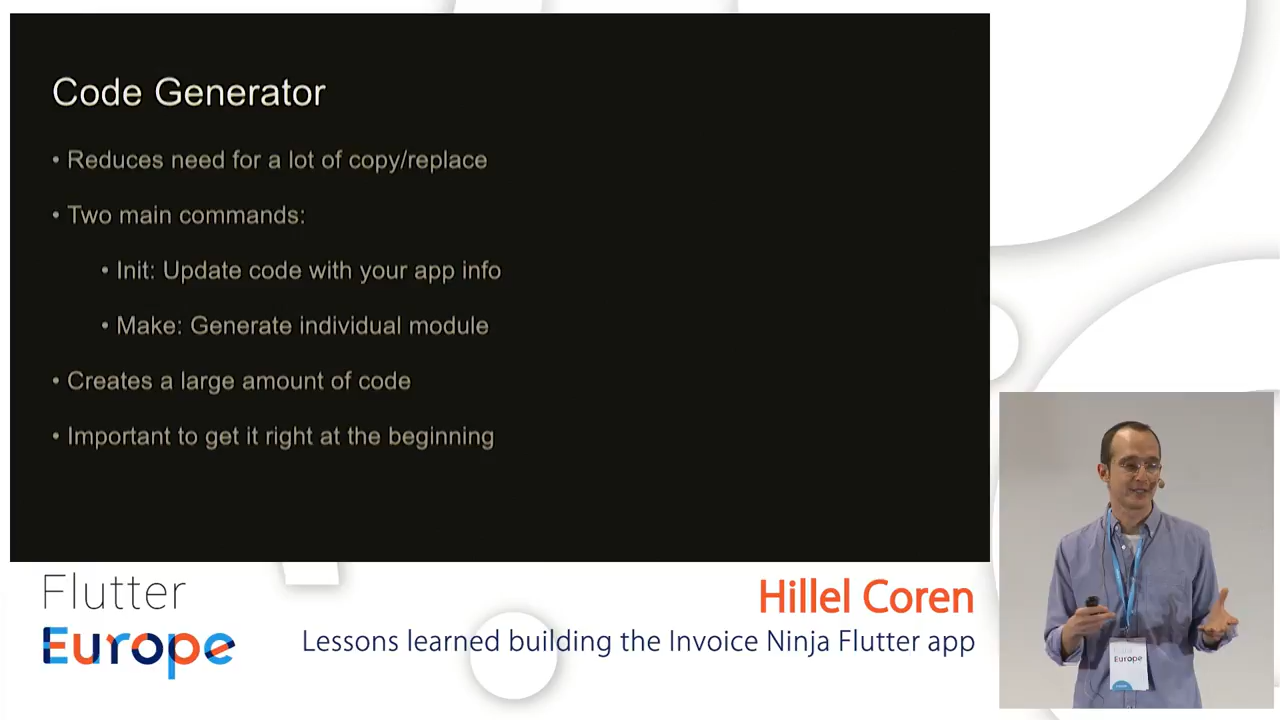 Code Generator
• Reduces need for a lot of copy/replace
• Two main commands:
• Init: Update code with your app info
• Make: Generate individual module
• Creates a large amount of code
• Important to get it right at the beginning
Flutter
Europe
Hillel Coren
Lessons learned building the Invoice Ninja Flutter app
Europe